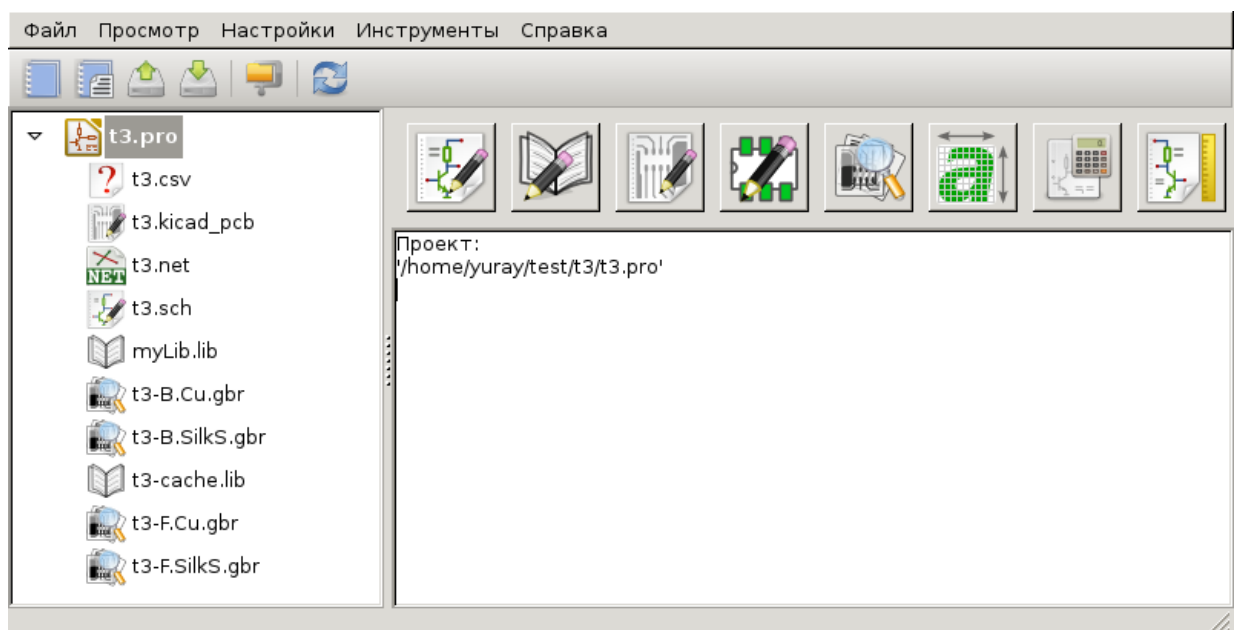 Файл Просмотр Настройки Инструменты Справка
t3.pro
t3.csv
t3.kicad_pcb
NET t3.net
t3.sch
myLib.lib
t3-B.Cu.gbr
t3-B.SilkS.gbr
t3-cache.lib
t3-F.Cu.gbr
t3-F.SilkS.gbr
a
Проект:
'/home/yuray/test/t3/t3.pro'